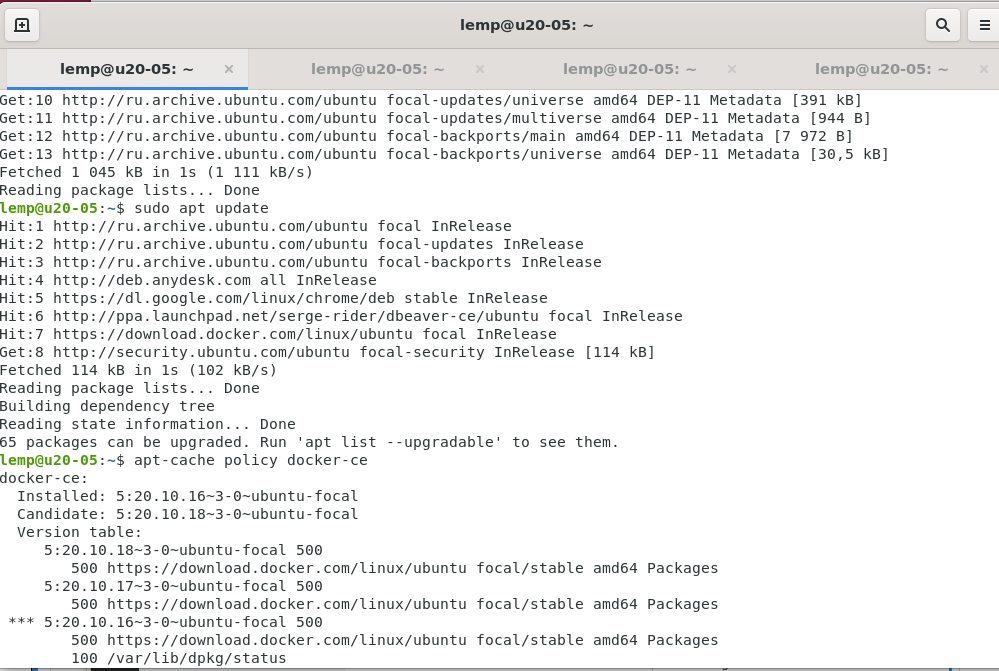 lemp@u20-05: ~
lemp@u20-05: ~ × lemp@u20-05: ~ × lemp@u20-05: ~ × lemp@u20-05: ~ ×
Get:10 http://ru.archive.ubuntu.com/ubuntu focal-updates/universe amd64 DEP-11 Metadata [391 kB]
Get:11 http://ru.archive.ubuntu.com/ubuntu focal-updates/multiverse amd64 DEP-11 Metadata [944 B]
Get:12 http://ru.archive.ubuntu.com/ubuntu focal-backports/main amd64 DEP-11 Metadata [7 972 B]
Get:13 http://ru.archive.ubuntu.com/ubuntu focal-backports/universe amd64 DEP-11 Metadata [30,5 kB]
Fetched 1 045 kB in 1s (1 111 kB/s)
Reading package lists... Done
lemp@u20-05:~$ sudo apt update
Hit:1 http://ru.archive.ubuntu.com/ubuntu focal InRelease
Hit:2 http://ru.archive.ubuntu.com/ubuntu focal-updates InRelease
Hit:3 http://ru.archive.ubuntu.com/ubuntu focal-backports InRelease
Hit:4 http://deb.anydesk.com all InRelease
Hit:5 https://dl.google.com/linux/chrome/deb stable InRelease
Hit:6 http://ppa.launchpad.net/serge-rider/dbeaver-ce/ubuntu focal InRelease
Hit:7 https://download.docker.com/linux/ubuntu focal InRelease
Get:8 http://security.ubuntu.com/ubuntu focal-security InRelease [114 kB]
Fetched 114 kB in 1s (102 kB/s)
Reading package lists... Done
Building dependency tree
Reading state information... Done
65 packages can be upgraded. Run 'apt list --upgradable' to see them.
lemp@u20-05:~$ apt-cache policy docker-ce
docker-ce:
  Installed: 5:20.10.16~3-0~ubuntu-focal
  Candidate: 5:20.10.18~3-0~ubuntu-focal
  Version table:
     5:20.10.18~3-0~ubuntu-focal 500
        500 https://download.docker.com/linux/ubuntu focal/stable amd64 Packages
     5:20.10.17~3-0~ubuntu-focal 500
        500 https://download.docker.com/linux/ubuntu focal/stable amd64 Packages
 *** 5:20.10.16~3-0~ubuntu-focal 500
        500 https://download.docker.com/linux/ubuntu focal/stable amd64 Packages
        100 /var/lib/dpkg/status